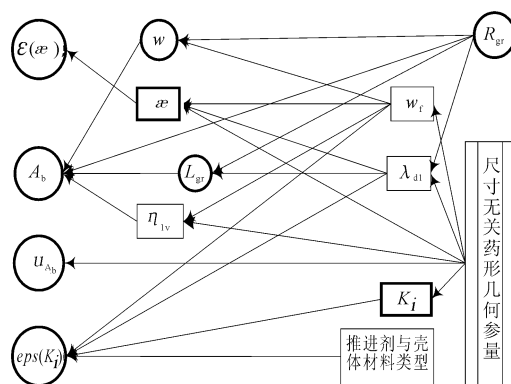 ℰ(æ)
w
R_gr
æ
w_f
A_b
L_gr
λ_d1
η_1v
u_A_b
K_i
eps(K_i)
推进剂与壳
体材料类型
尺寸无关药形几何参量